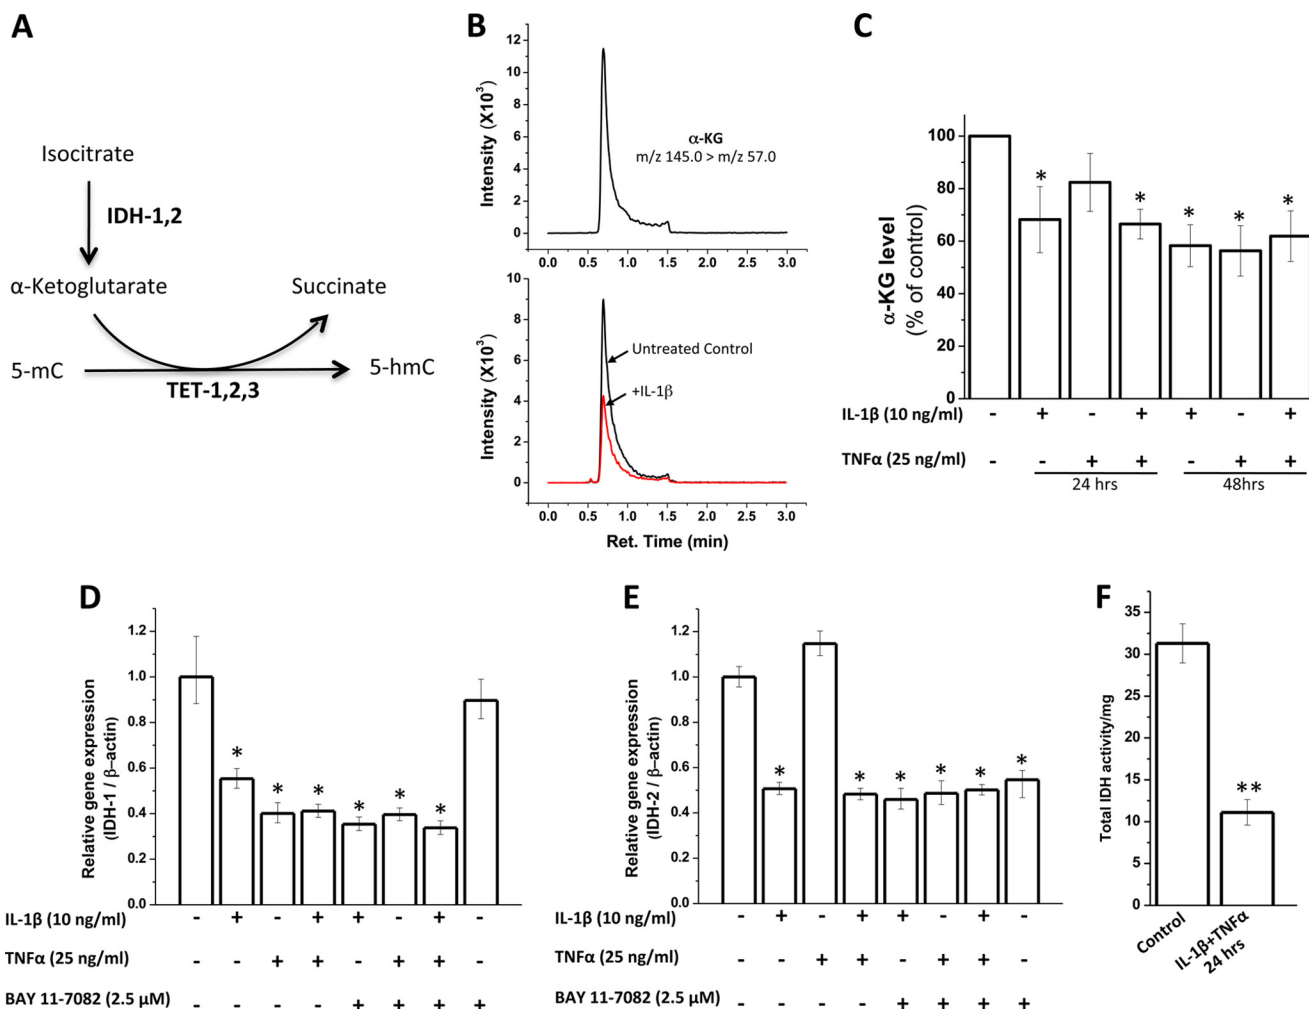 A
Isocitrate
IDH-1,2
α-Ketoglutarate
Succinate
5-mC
5-hmC
TET-1,2,3
B
Intensity (X10³)
12
10
8
6
4
2
0
α-KG
m/z 145.0 > m/z 57.0
0.0 0.5 1.0 1.5 2.0 2.5 3.0
Intensity (X10³)
10
8
6
4
2
0
Untreated Control
+IL-1β
0.0 0.5 1.0 1.5 2.0 2.5 3.0
Ret. Time (min)
C
α-KG level
(% of control)
100
80
60
40
20
0
* * * * *
IL-1β (10 ng/ml) - + - + + - +
TNFα (25 ng/ml) - - + + - + +
24 hrs 48hrs
D
Relative gene expression
(IDH-1 / β-actin)
1.2
1.0
0.8
0.6
0.4
0.2
0.0
* * * * * *
IL-1β (10 ng/ml) - + - + + - + -
TNFα (25 ng/ml) - - + + - + + -
BAY 11-7082 (2.5 μM) - - - - + + + +
E
Relative gene expression
(IDH-2 / β-actin)
1.2
1.0
0.8
0.6
0.4
0.2
0.0
* * * * * *
IL-1β (10 ng/ml) - + - + + - + -
TNFα (25 ng/ml) - - + + - + + -
BAY 11-7082 (2.5 μM) - - - - + + + +
F
Total IDH activity/mg
35
30
25
20
15
10
5
0
**
Control
IL-1β+TNFα
24 hrs